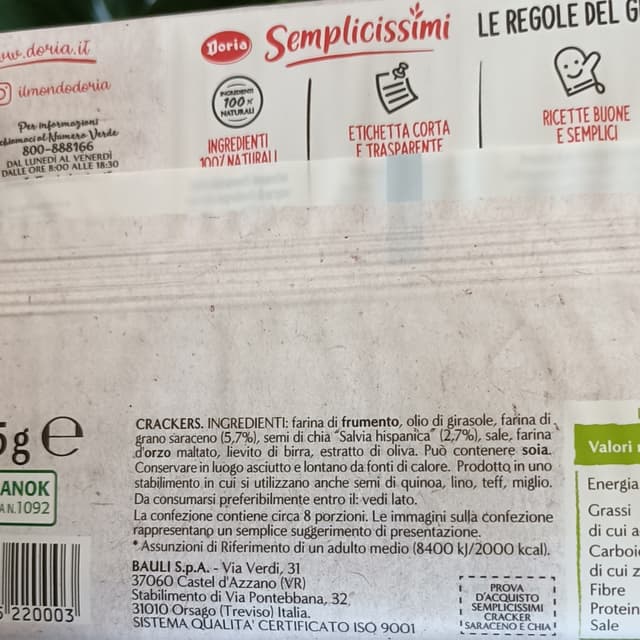 www.doria.it
ilmondodoria
Per informazioni
chiamaci al Numero Verde
800-888166
DAL LUNEDÌ AL VENERDÌ
DALLE ORE 8:00 ALLE 18:30
Doria
Semplicissimi
LE REGOLE DEL G
INGREDIENTI
100%
NATURALI
INGREDIENTI
100% NATURALI
ETICHETTA CORTA
E TRASPARENTE
RICETTE BUONE
E SEMPLICI
5g e
ANOK
A N.1092
5 220003
CRACKERS. INGREDIENTI: farina di frumento, olio di girasole, farina di
grano saraceno (5,7%), semi di chia "Salvia hispanica" (2,7%), sale, farina
d'orzo maltato, lievito di birra, estratto di oliva. Può contenere soia.
Conservare in luogo asciutto e lontano da fonti di calore. Prodotto in uno
stabilimento in cui si utilizzano anche semi di quinoa, lino, teff, miglio.
Da consumarsi preferibilmente entro il: vedi lato.
La confezione contiene circa 8 porzioni. Le immagini sulla confezione
rappresentano un semplice suggerimento di presentazione.
* Assunzioni di Riferimento di un adulto medio (8400 kJ/2000 kcal).
BAULI S.p.A. - Via Verdi, 31
37060 Castel d'Azzano (VR)
Stabilimento di Via Pontebbana, 32
31010 Orsago (Treviso) Italia.
SISTEMA QUALITA' CERTIFICATO ISO 9001
PROVA
D'ACQUISTO
SEMPLICISSIMI
CRACKER
SARACENO E CHIA
Valori
Energia
Grassi
di cui a
Carboi
di cui z
Fibre
Protein
Sale